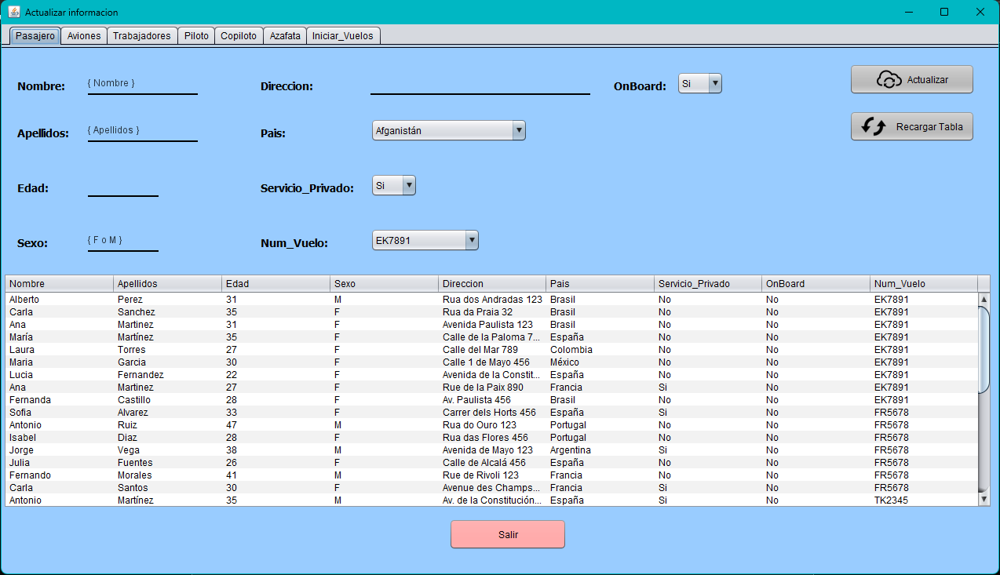 Actualizar informacion
Pasajero Aviones Trabajadores Piloto Copiloto Azafata Iniciar_Vuelos
Nombre: { Nombre } Direccion: OnBoard: Si Actualizar
Apellidos: { Apellidos } Pais: Afganistán Recargar Tabla
Edad: Servicio_Privado: Si
Sexo: { F o M } Num_Vuelo: EK7891
Nombre Apellidos Edad Sexo Direccion Pais Servicio_Privado OnBoard Num_Vuelo
Alberto Perez 31 M Rua dos Andradas 123 Brasil No No EK7891
Carla Sanchez 35 F Rua da Praia 32 Brasil No No EK7891
Ana Martinez 31 F Avenida Paulista 123 Brasil No No EK7891
María Martínez 35 F Calle de la Paloma 7... España No No EK7891
Laura Torres 27 F Calle del Mar 789 Colombia No No EK7891
Maria Garcia 30 F Calle 1 de Mayo 456 México No No EK7891
Lucia Fernandez 22 F Avenida de la Constit... España No No EK7891
Ana Martinez 27 F Rue de la Paix 890 Francia Si No EK7891
Fernanda Castillo 28 F Av. Paulista 456 Brasil No No EK7891
Sofia Alvarez 33 F Carrer dels Horts 456 España Si No FR5678
Antonio Ruiz 47 M Rua do Ouro 123 Portugal No No FR5678
Isabel Diaz 28 F Rua das Flores 456 Portugal No No FR5678
Jorge Vega 38 M Avenida de Mayo 123 Argentina Si No FR5678
Julia Fuentes 26 F Calle de Alcalá 456 España No No FR5678
Fernando Morales 41 M Rue de Rivoli 123 Francia No No FR5678
Carla Santos 30 F Avenue des Champs... Francia Si No FR5678
Antonio Martínez 35 M Av. de la Constitución... España Si No TK2345
Salir